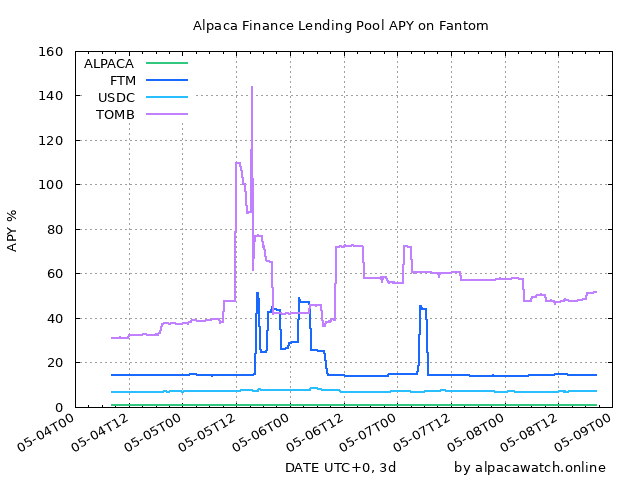 Alpaca Finance Lending Pool APY on Fantom
APY %
160
140
120
100
80
60
40
20
0
ALPACA
FTM
USDC
TOMB
05-04T00
05-04T12
05-05T00
05-05T12
05-06T00
05-06T12
05-07T00
05-07T12
05-08T00
05-08T12
05-09T00
DATE UTC+0, 3d
by alpacawatch.online